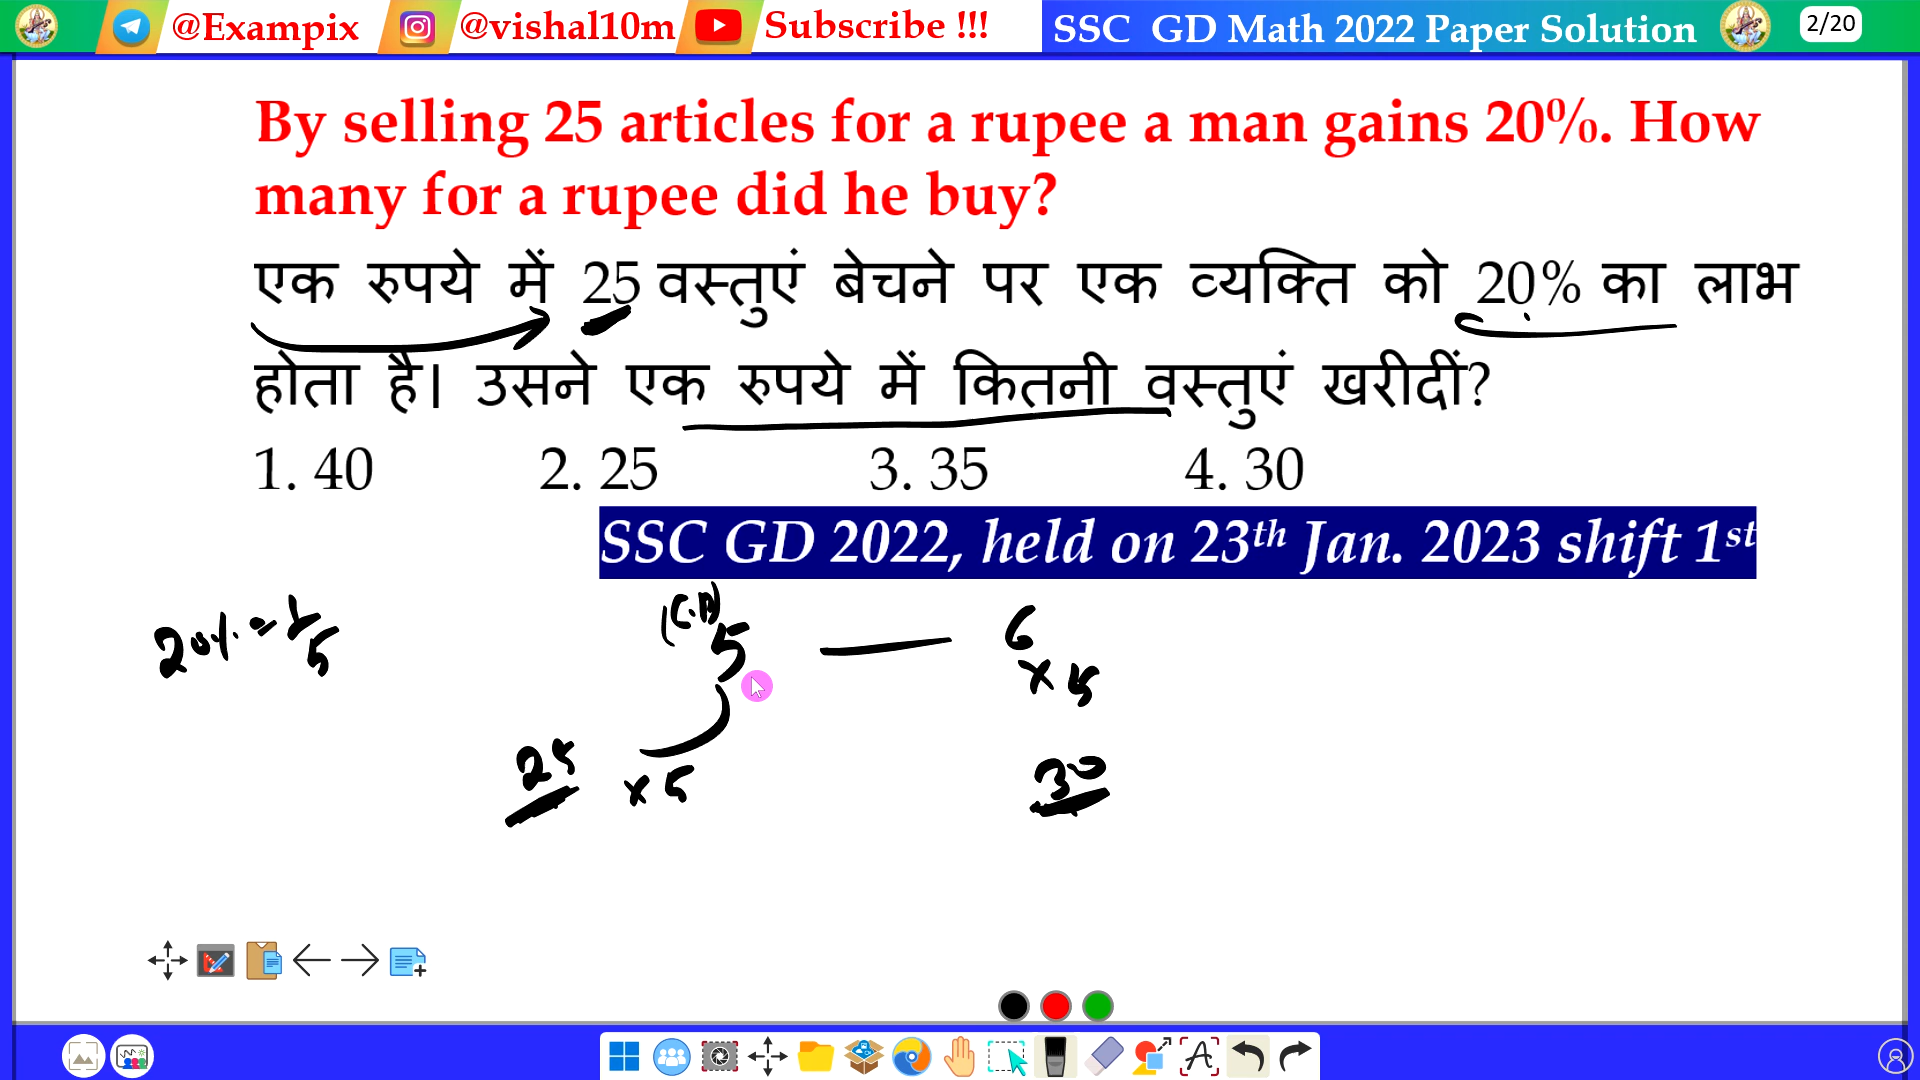 @Exampix @vishal10m Subscribe !!! SSC GD Math 2022 Paper Solution 2/20
By selling 25 articles for a rupee a man gains 20%. How
many for a rupee did he buy?
एक रुपये में 25 वस्तुएं बेचने पर एक व्यक्ति को 20% का लाभ
होता है। उसने एक रुपये में कितनी वस्तुएं खरीदीं?
1. 40 2. 25 3. 35 4. 30
SSC GD 2022, held on 23th Jan. 2023 shift 1st
20% = 1/5 5 — 6
x 5
25 x 5 30